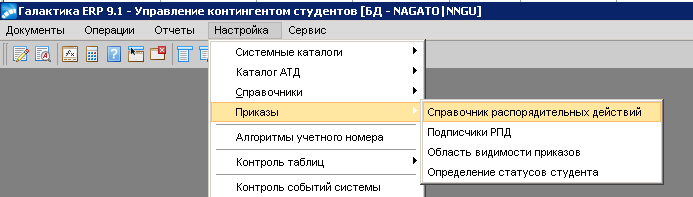 Галактика ERP 9.1 - Управление контингентом студентов [БД - NAGATO|NNGU]
Документы Операции Отчеты Настройка Сервис
Системные каталоги
Каталог АТД
Справочники
Приказы
Справочник распорядительных действий
Алгоритмы учетного номера
Подписчики РПД
Область видимости приказов
Контроль таблиц
Определение статусов студента
Контроль событий системы